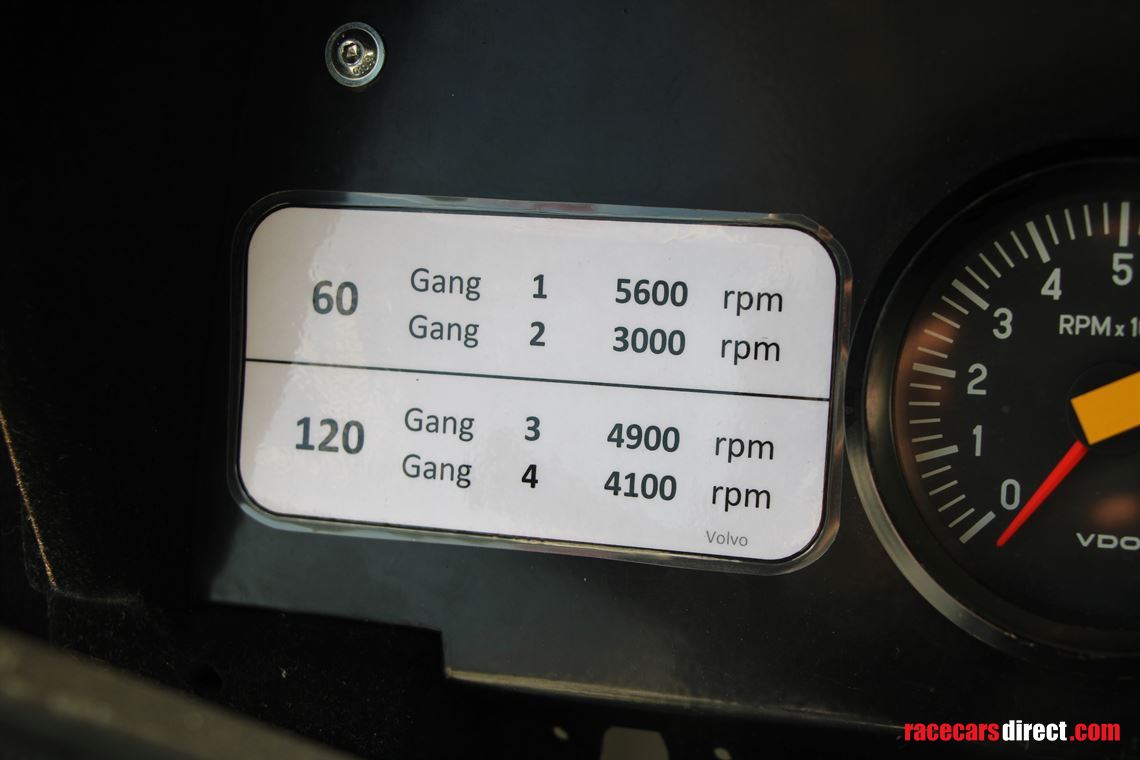 60 Gang 1 5600 rpm
Gang 2 3000 rpm
120 Gang 3 4900 rpm
Gang 4 4100 rpm
Volvo
5
4
3
RPM x 1
2
1
0
VDO
racecarsdirect.com